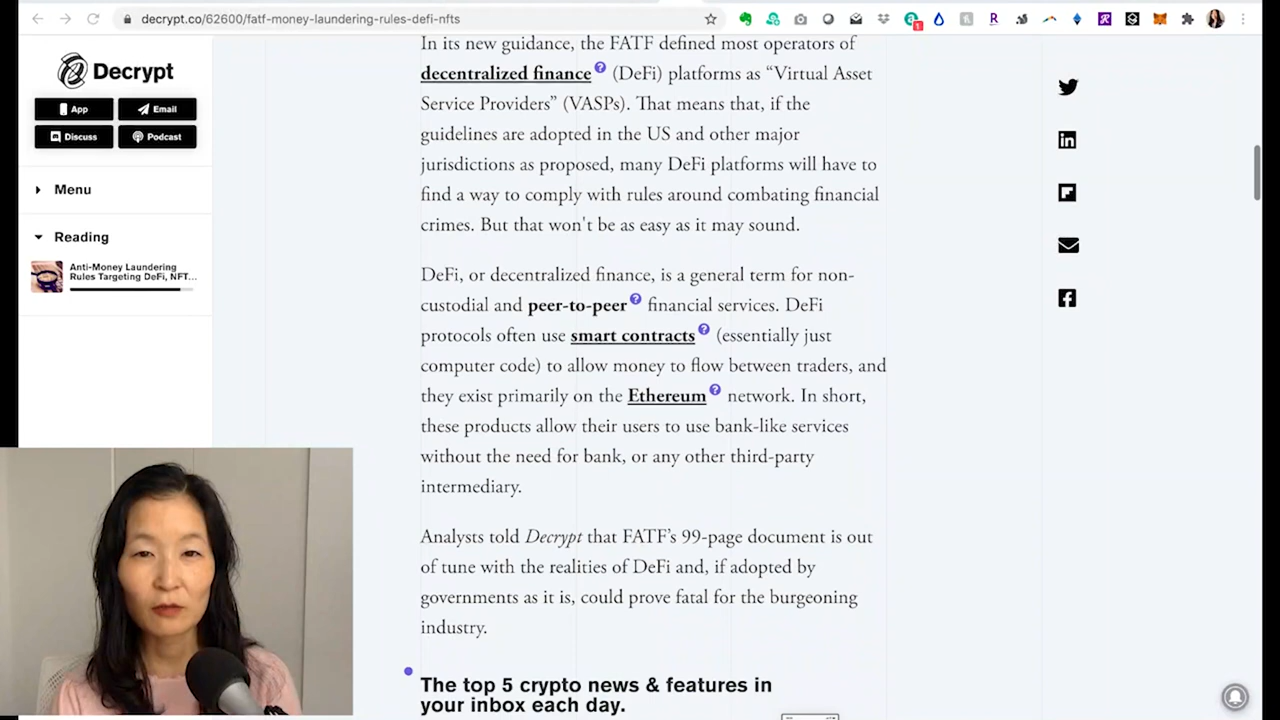 decrypt.co/62600/fatf-money-laundering-rules-defi-nfts
1
Decrypt
App
Email
Discuss
Podcast
Menu
Reading
Anti-Money Laundering
Rules Targeting DeFi, NFT...
In its new guidance, the FATF defined most operators of
decentralized finance ? (DeFi) platforms as “Virtual Asset
Service Providers” (VASPs). That means that, if the
guidelines are adopted in the US and other major
jurisdictions as proposed, many DeFi platforms will have to
find a way to comply with rules around combating financial
crimes. But that won't be as easy as it may sound.
DeFi, or decentralized finance, is a general term for non-
custodial and peer-to-peer ? financial services. DeFi
protocols often use smart contracts ? (essentially just
computer code) to allow money to flow between traders, and
they exist primarily on the Ethereum ? network. In short,
these products allow their users to use bank-like services
without the need for bank, or any other third-party
intermediary.
Analysts told Decrypt that FATF’s 99-page document is out
of tune with the realities of DeFi and, if adopted by
governments as it is, could prove fatal for the burgeoning
industry.
The top 5 crypto news & features in
your inbox each day.